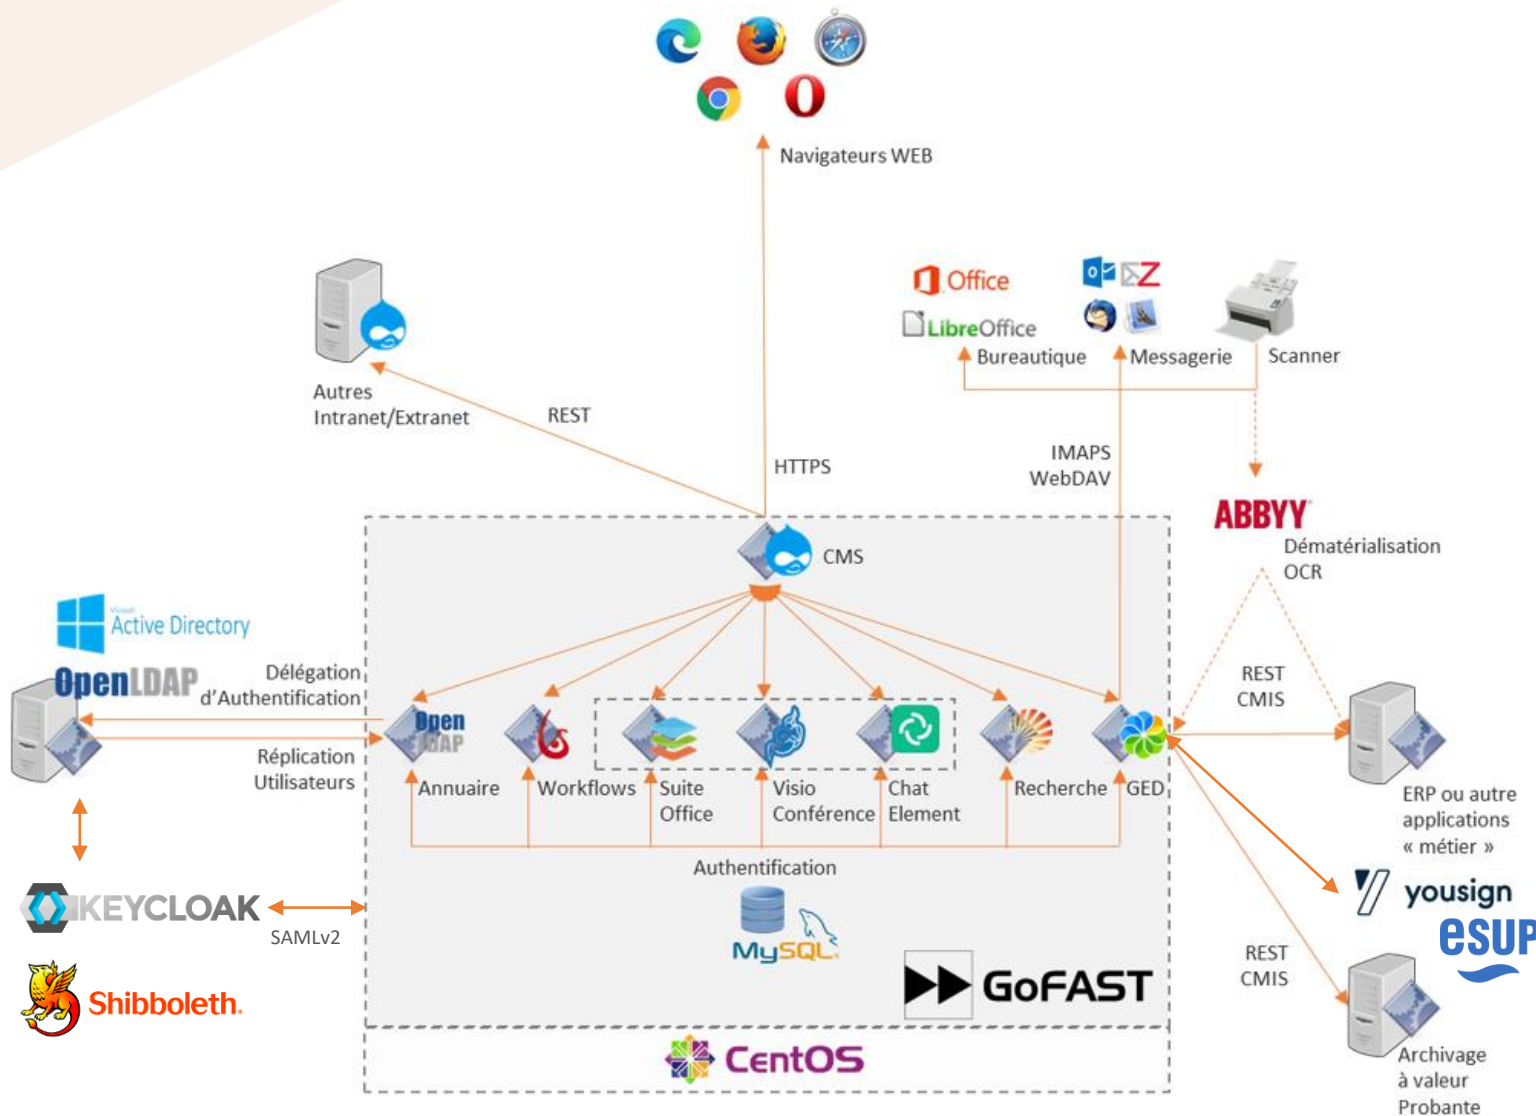 Navigateurs WEB
Office
LibreOffice
Bureautique
Messagerie
Scanner
Autres
Intranet/Extranet
REST
HTTPS
IMAPS
WebDAV
ABBYY
Dématérialisation
OCR
CMS
Active Directory
OpenLDAP
Délégation
d'Authentification
Réplication
Utilisateurs
Open
LDAP
Annuaire
Workflows
Suite
Office
Visio
Conférence
Chat
Element
Recherche
GED
REST
CMIS
ERP ou autre
applications
« métier »
Authentification
MySQL
KEYCLOAK
SAMLv2
Shibboleth.
GoFAST
yousign
esup
REST
CMIS
CentOS
Archivage
à valeur
Probante